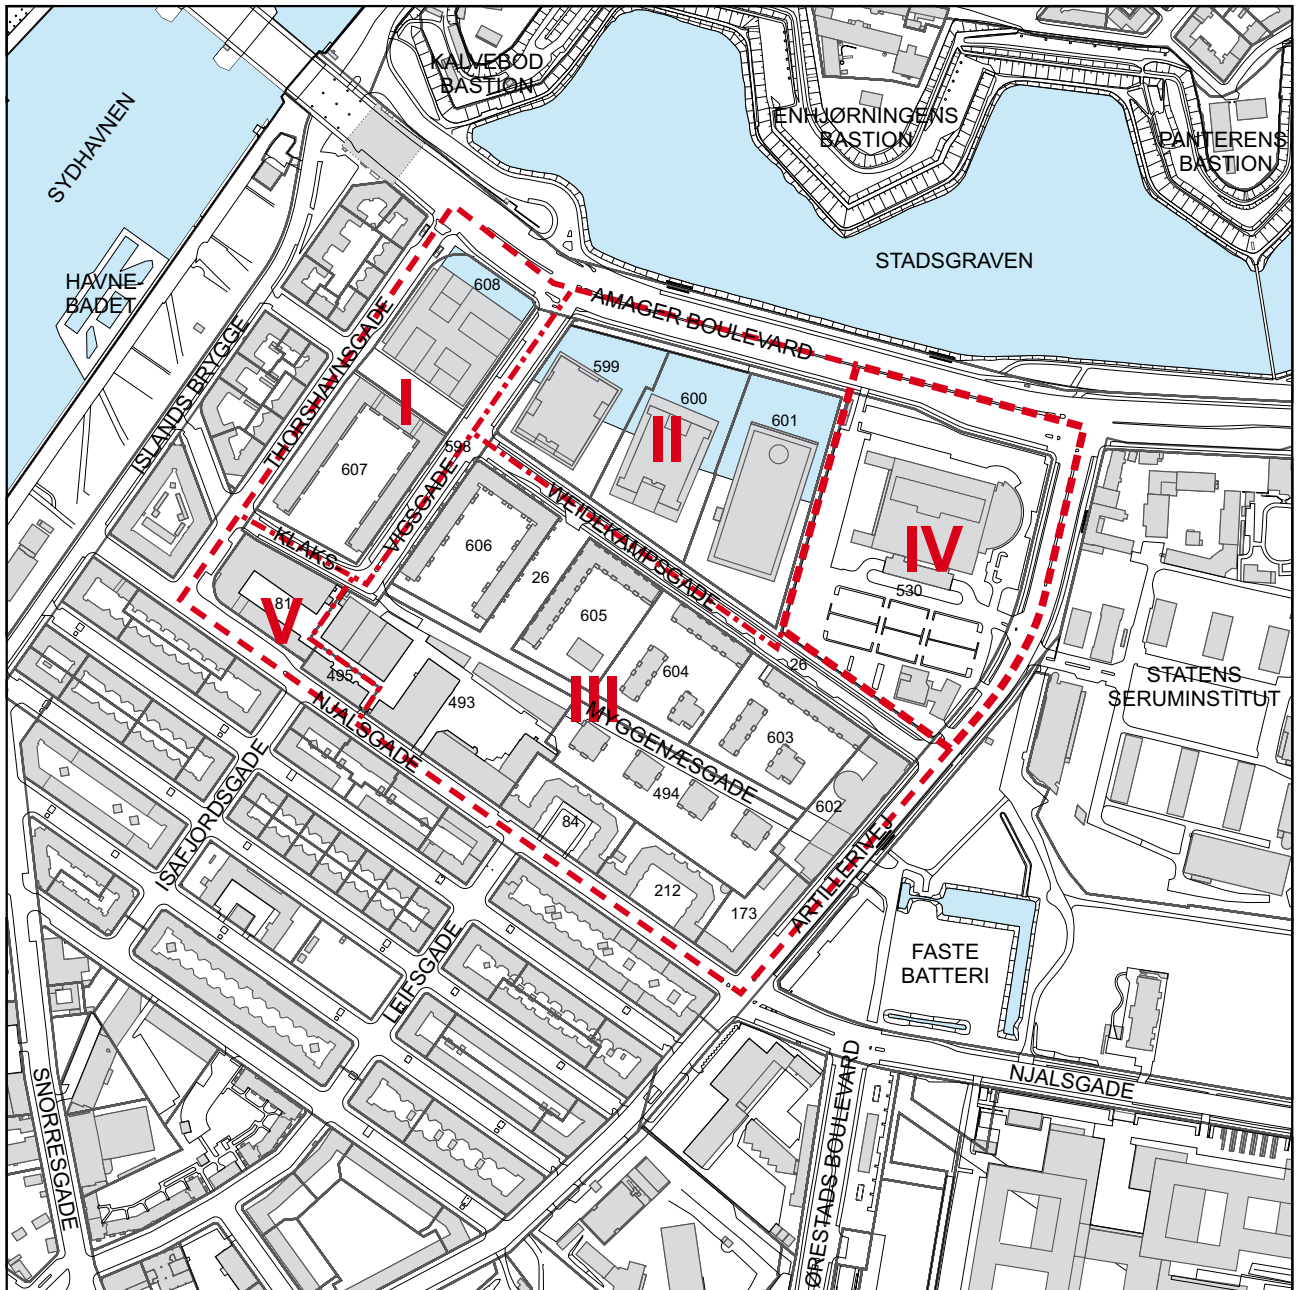 KALVEBOD
BASTION
ENHJØRNINGENS
BASTION
PANTERENS
BASTION
SYDHAVNEN
STADSGRAVEN
HAVNE-
BADET
608
AMAGER BOULEVARD
ISLANDS BRYGGE
THORSHAVNSGADE
599
600
601
I
II
598
607
VIGSGADE
WEIDEKAMPSGADE
IV
530
KLAKS
606
26
81
V
605
495
604
26
STATENS
SERUMINSTITUT
493
III
MYGGENÆSGADE
603
NJALSGADE
494
602
ISAFJORDSGADE
84
212
173
ARTILLERIVEJ
LEIFSGADE
FASTE
BATTERI
SNORRESGADE
NJALSGADE
ØRESTADS BOULEVARD